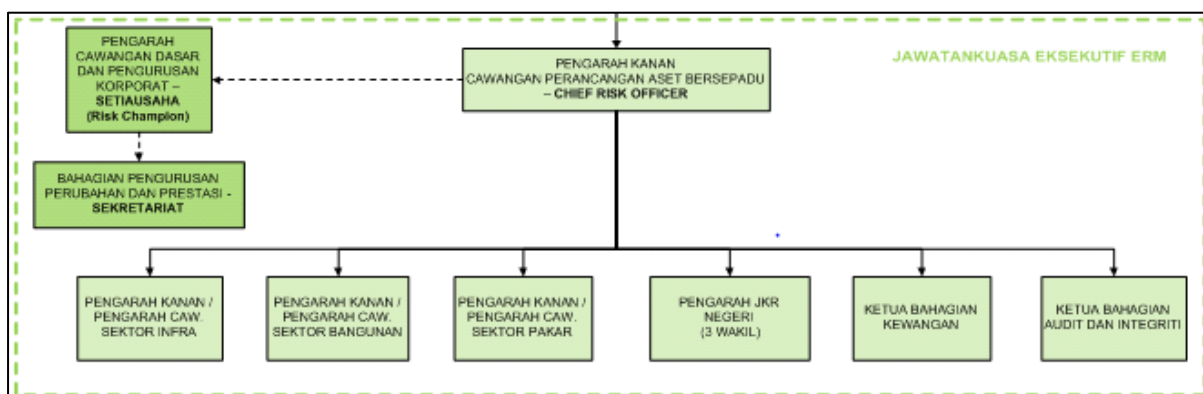 PENGARAH
CAWANGAN DASAR
DAN PENGURUSAN
KORPORAT –
SETIAUSAHA
(Risk Champion)
PENGARAH KANAN
CAWANGAN PERANCANGAN ASET BERSEPADU
– CHIEF RISK OFFICER
JAWATANKUASA EKSEKUTIF ERM
BAHAGIAN PENGURUSAN
PERUBAHAN DAN PRESTASI -
SEKRETARIAT
PENGARAH KANAN /
PENGARAH CAW.
SEKTOR INFRA
PENGARAH KANAN /
PENGARAH CAW.
SEKTOR BANGUNAN
PENGARAH KANAN /
PENGARAH CAW.
SEKTOR PAKAR
PENGARAH JKR
NEGERI
(3 WAKIL)
KETUA BAHAGIAN
KEWANGAN
KETUA BAHAGIAN
AUDIT DAN INTEGRITI